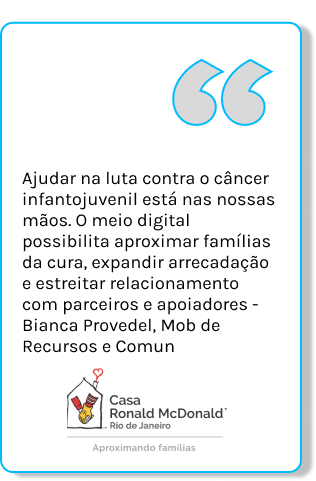 Ajudar na luta contra o câncer
infantojuvenil está nas nossas
mãos. O meio digital
possibilita aproximar famílias
da cura, expandir arrecadação
e estreitar relacionamento
com parceiros e apoiadores -
Bianca Provedel, Mob de
Recursos e Comun
Casa
Ronald McDonald
Rio de Janeiro
Aproximando famílias